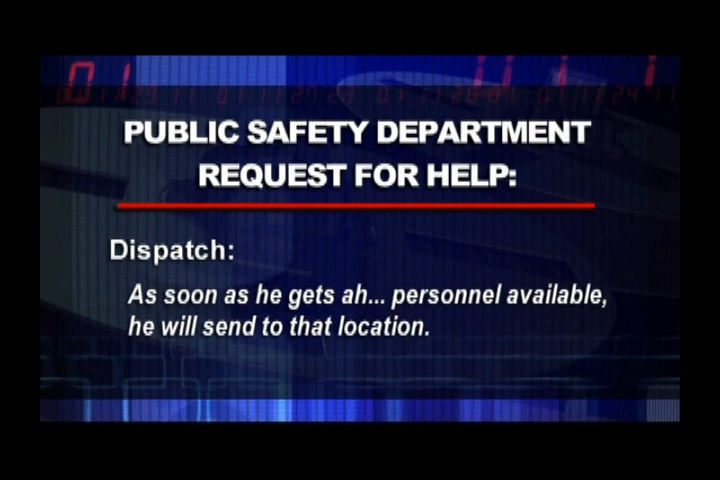 PUBLIC SAFETY DEPARTMENT
REQUEST FOR HELP:
Dispatch:
As soon as he gets ah... personnel available,
he will send to that location.